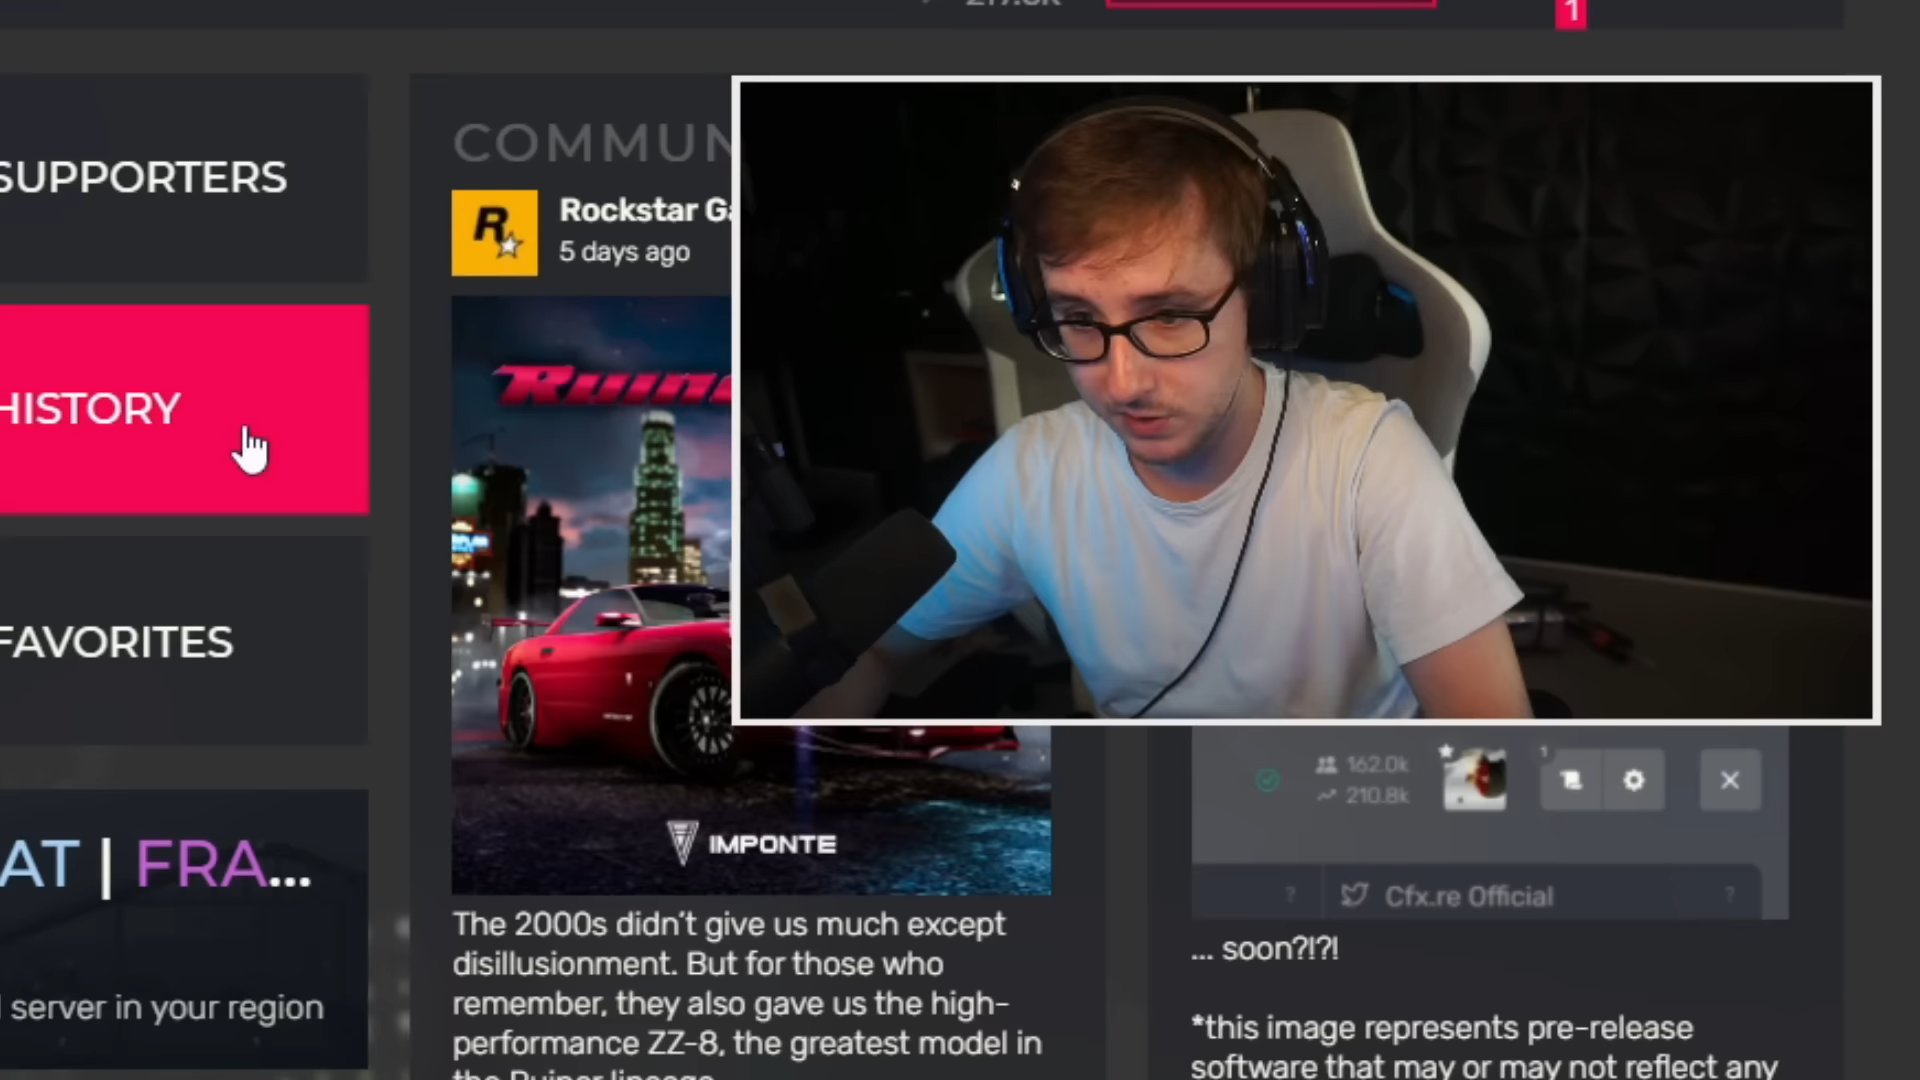 1
SUPPORTERS
HISTORY
FAVORITES
AT | FRA...
server in your region
COMMUN
R
Rockstar Ga
5 days ago
IMPONTE
The 2000s didn't give us much except
disillusionment. But for those who
remember, they also gave us the high-
performance ZZ-8, the greatest model in
162.0k
210.8k
1
?
Cfx.re Official
?
... soon?!?!
*this image represents pre-release
software that may or may not reflect any